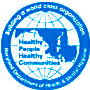 Building a world class organization
Healthy
People
Healthy
Communities
Maryland Department of Health & Mental Hygiene